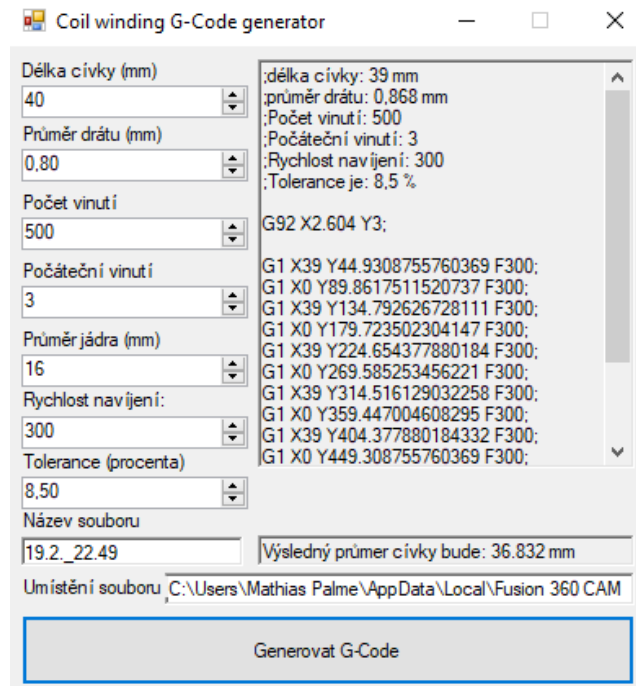 Coil winding G-Code generator
Délka cívky (mm)
40
Průměr drátu (mm)
0,80
Počet vinutí
500
Počáteční vinutí
3
Průměr jádra (mm)
16
Rychlost navíjení:
300
Tolerance (procenta)
8,50
Název souboru
19.2._22.49
;délka cívky: 39 mm
;průměr drátu: 0,868 mm
;Počet vinutí: 500
;Počáteční vinutí: 3
;Rychlost navíjení: 300
;Tolerance je: 8,5 %
G92 X2.604 Y3;
G1 X39 Y44.9308755760369 F300;
G1 X0 Y89.8617511520737 F300;
G1 X39 Y134.792626728111 F300;
G1 X0 Y179.723502304147 F300;
G1 X39 Y224.654377880184 F300;
G1 X0 Y269.585253456221 F300;
G1 X39 Y314.516129032258 F300;
G1 X0 Y359.447004608295 F300;
G1 X39 Y404.377880184332 F300;
G1 X0 Y449.308755760369 F300;
Výsledný průmer cívky bude: 36.832 mm
Umístění souboru C:\Users\Mathias Palme\AppData\Local\Fusion 360 CAM
Generovat G-Code